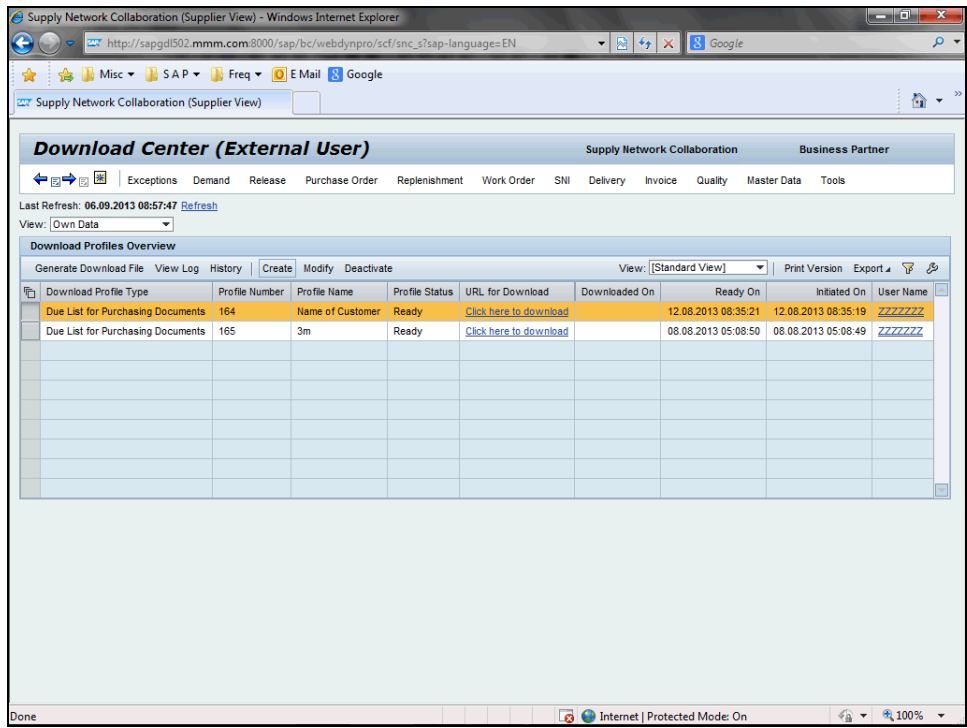 Supply Network Collaboration (Supplier View) - Windows Internet Explorer
http://sapgdl502.mmm.com:8000/sap/bc/webdynpro/scf/snc_s?sap-language=EN Google
Misc S A P Freq E Mail Google
Supply Network Collaboration (Supplier View)
Download Center (External User) Supply Network Collaboration Business Partner
Exceptions Demand Release Purchase Order Replenishment Work Order SNI Delivery Invoice Quality Master Data Tools
Last Refresh: 06.09.2013 08:57:47 Refresh
View: Own Data
Download Profiles Overview
Generate Download File View Log History Create Modify Deactivate View: [Standard View] Print Version Export
Download Profile Type Profile Number Profile Name Profile Status URL for Download Downloaded On Ready On Initiated On User Name
Due List for Purchasing Documents 164 Name of Customer Ready Click here to download 12.08.2013 08:35:21 12.08.2013 08:35:19 ZZZZZZZ
Due List for Purchasing Documents 165 3m Ready Click here to download 08.08.2013 05:08:50 08.08.2013 05:08:49 ZZZZZZZ
Done Internet | Protected Mode: On 100%